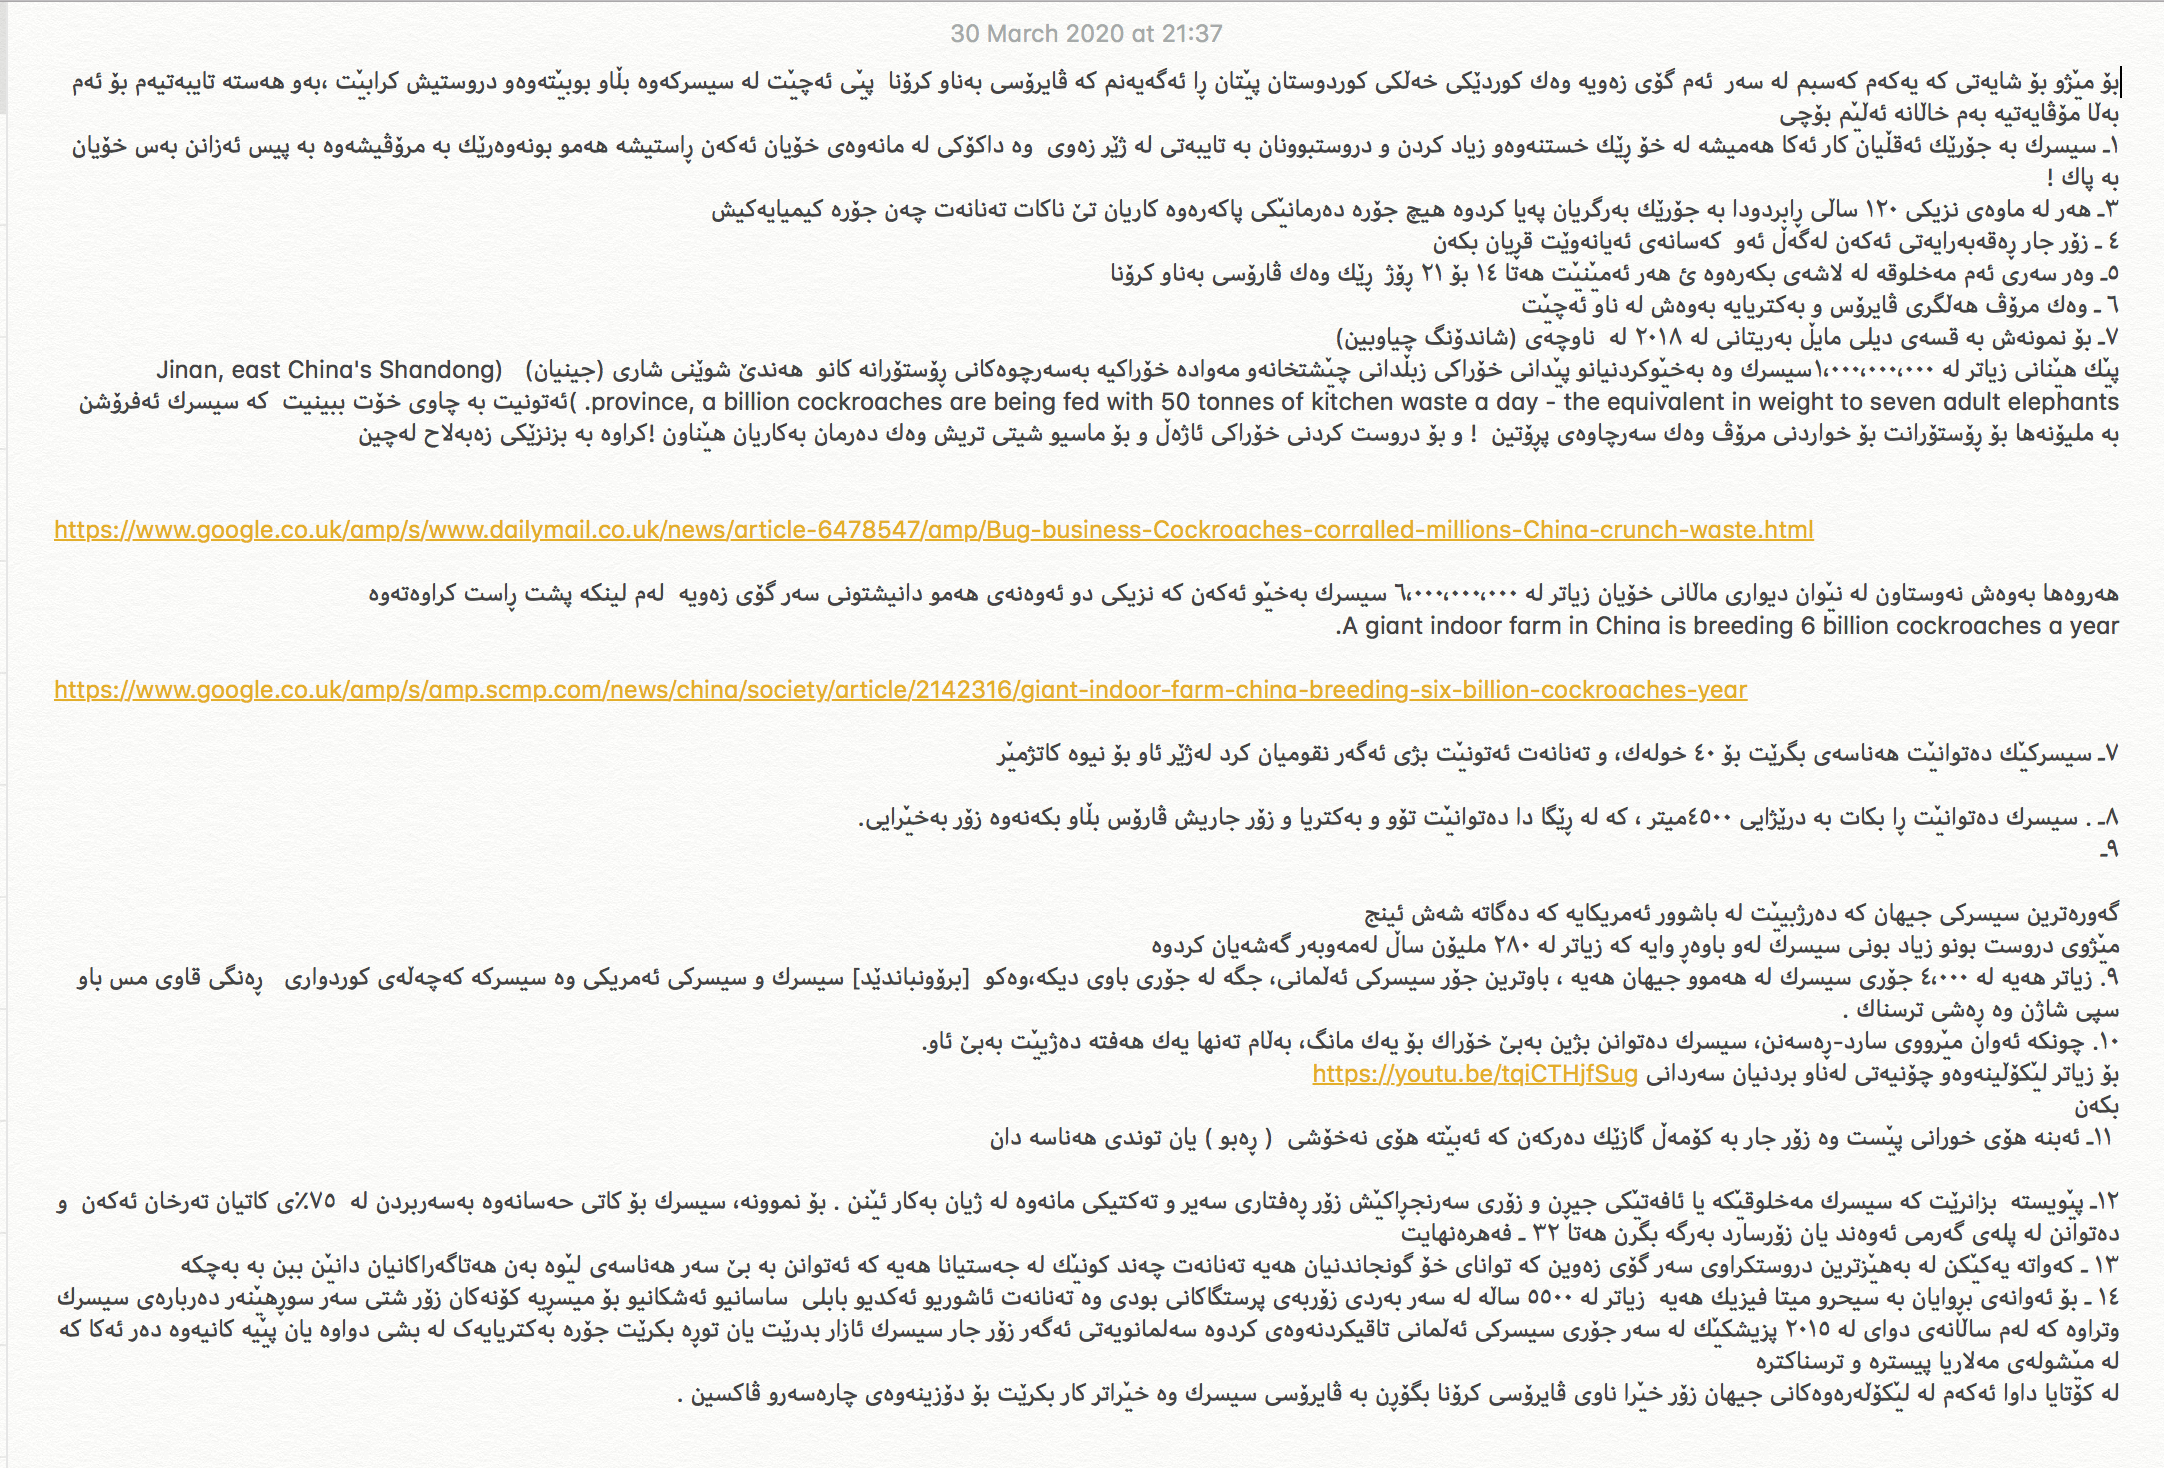 30 March 2020 at 21:37
بۆ مێژو بۆ شایەتی کە یەکەم کەسبم لە سەر ئەم گۆی زەویە وەك کوردێکی خەڵکی کوردوستان پێتان ڕا ئەگەیەنم کە ڤایرۆسی بەناو کرۆنا پێی ئەچێت لە سیسرکەوە بڵاو بوبێتەوەو دروستیش کرابێت ،بەو هەستە تایبەتیەم بۆ ئەم
بەڵا مۆڤایەتیە بەم خاڵانە ئەڵێم بۆچی
١ـ سیسرك بە جۆرێك ئەقڵیان کار ئەکا هەمیشە لە خۆ ڕێك خستنەوەو زیاد کردن و دروستبوونان بە تایبەتی لە ژێر زەوی وە داکۆکی لە مانەوەی خۆیان ئەکەن ڕاستیشە هەمو بونەوەرێك بە مرۆڤیشەوە بە پیس ئەزانن بەس خۆیان
بە پاك !
٣ـ هەر لە ماوەی نزیکی ١٢٠ ساڵی ڕابردودا بە جۆرێك بەرگریان پەیا کردوە هیچ جۆرە دەرمانێکی پاکەرەوە کاریان تێ ناکات تەنانەت چەن جۆرە کیمیایەکیش
٤ ـ زۆر جار ڕەقەبەرایەتی ئەکەن لەگەڵ ئەو کەسانەی ئەیانەوێت قڕیان بکەن
٥ـ وەر سەری ئەم مەخلوقە لە لاشەی بکەرەوە ئ هەر ئەمێنێت هەتا ١٤ بۆ ٢١ ڕۆژ ڕێك وەك ڤارۆسی بەناو کرۆنا
٦ ـ وەك مرۆڤ هەڵگری ڤایرۆس و بەکتریایە بەوەش لە ناو ئەچێت
٧ـ بۆ نمونەش بە قسەی دیلی مایڵ بەریتانی لە ٢٠١٨ لە ناوچەی (شاندۆنگ چیاوبین)
پێك هێنانی زیاتر لە ١،٠٠٠،٠٠٠،٠٠٠سیسرك وە بەخێوکردنیانو پێدانی خۆراکی زبڵدانی چێشتخانەو مەوادە خۆراکیە بەسەرچوەکانی ڕۆستۆرانە کانو هەندێ شوێنی شاری (جینیان) (Jinan, east China's Shandong
province, a billion cockroaches are being fed with 50 tonnes of kitchen waste a day - the equivalent in weight to seven adult elephants. )ئەتونیت بە چاوی خۆت ببینیت کە سیسرك ئەفرۆشن
بە ملیۆنەها بۆ ڕۆستۆرانت بۆ خواردنی مرۆڤ وەك سەرچاوەی پڕۆتین ! و بۆ دروست کردنی خۆراکی ئاژەڵ و بۆ ماسیو شیتی تریش وەك دەرمان بەکاریان هێناون !کراوە بە بزنزێکی زەبەلاح لەچین
https://www.google.co.uk/amp/s/www.dailymail.co.uk/news/article-6478547/amp/Bug-business-Cockroaches-corralled-millions-China-crunch-waste.html
هەروەها بەوەش نەوستاون لە نێوان دیواری ماڵانی خۆیان زیاتر لە ٦،٠٠٠،٠٠٠،٠٠٠ سیسرك بەخێو ئەکەن کە نزیکی دو ئەوەنەی هەمو دانیشتونی سەر گۆی زەویە لەم لینکە پشت ڕاست کراوەتەوە
A giant indoor farm in China is breeding 6 billion cockroaches a year.
https://www.google.co.uk/amp/s/amp.scmp.com/news/china/society/article/2142316/giant-indoor-farm-china-breeding-six-billion-cockroaches-year
٧ـ سیسرکێك دەتوانێت هەناسەی بگرێت بۆ ٤٠ خولەك، و تەنانەت ئەتونێت بژی ئەگەر نقومیان کرد لەژێر ئاو بۆ نیوە کاتژمێر
٨ـ . سیسرك دەتوانێت ڕا بکات بە درێژایی ٤٥٠٠میتر ، کە لە ڕێگا دا دەتوانێت تۆو و بەکتریا و زۆر جاریش ڤارۆس بڵاو بکەنەوە زۆر بەخێرایی.
٩ـ
گەورەترین سیسرکی جیهان کە دەرژیبێت لە باشوور ئەمریکایە کە دەگاتە شەش ئینج
مێژوی دروست بونو زیاد بونی سیسرك لەو باوەڕ وایە کە زیاتر لە ٢٨٠ ملیۆن ساڵ لەمەوبەر گەشەیان کردوە
٩. زیاتر هەیە لە ٤،٠٠٠ جۆری سیسرك لە هەموو جیهان هەیە ، باوترین جۆر سیسرکی ئەڵمانی، جگە لە جۆری باوی دیکە،وەکو [برۆونباندێد] سیسرك و سیسرکی ئەمریکی وە سیسرکە کەچەڵەی کوردواری ڕەنگی قاوی مس باو
سپی شاژن وە ڕەشی ترسناك .
١٠. چونکە ئەوان مێرووی سارد-ڕەسەنن، سیسرك دەتوانن بژین بەبێ خۆراك بۆ یەك مانگ، بەڵام تەنها یەك هەفتە دەژییێت بەبێ ئاو.
بۆ زیاتر لێکۆڵینەوەو چۆنیەتی لەناو بردنیان سەردانی https://youtu.be/tqiCTHjfSug
بکەن
١١ـ ئەبنە هۆی خورانی پێست وە زۆر جار بە کۆمەڵ گازێك دەرکەن کە ئەبێتە هۆی نەخۆشی ( ڕەبو ) یان توندی هەناسە دان
١٢ـ پێویستە بزانرێت کە سیسرك مەخلوقێکە یا ئافەتێکی جیڕن و زۆری سەرنجڕاکێش زۆر ڕەفتاری سەیر و تەکتیکی مانەوە لە ژیان بەکار ئێنن . بۆ نموونە، سیسرك بۆ کاتی حەسانەوە بەسەربردن لە ٧٥٪ی کاتیان تەرخان ئەکەن و
دەتوانن لە پلەی گەرمی ئەوەند یان زۆرسارد بەرگە بگرن هەتا ٣٢ ـ فەهرەنهایت
١٣ ـ کەواتە یەکێکن لە بەهێزترین دروستکراوی سەر گۆی زەوین کە توانای خۆ گونجاندنیان هەیە تەنانەت چەند کونێك لە جەستیانا هەیە کە ئەتوانن بە بێ سەر هەناسەی لێوە بەن هەتاگەراکانیان دانێن ببن بە بەچکە
١٤ ـ بۆ ئەوانەی بڕوایان بە سیحرو میتا فیزیك هەیە زیاتر لە ٥٥٠٠ ساڵە لە سەر بەردی زۆربەی پرستگاکانی بودی وە تەنانەت ئاشوریو ئەکدیو بابلی ساسانیو ئەشکانیو بۆ میسڕیە کۆنەکان زۆر شتی سەر سوڕهێنەر دەربارەی سیسرك
وتراوە کە لەم ساڵانەی دوای لە ٢٠١٥ پزیشکێك لە سەر جۆری سیسرکی ئەڵمانی تاقیکردنەوەی کردوە سەلمانویەتی ئەگەر زۆر جار سیسرك ئازار بدرێت یان توڕە بکرێت جۆرە بەکتریایەک لە بشی دواوە یان پێیە کانیەوە دەر ئەکا کە
لە مێشولەی مەلاریا پیسترە و ترسناکترە
لە کۆتایا داوا ئەکەم لە لێکۆڵەرەوەکانی جیهان زۆر خێرا ناوی ڤایرۆسی کرۆنا بگۆڕن بە ڤایرۆسی سیسرك وە خێراتر کار بکرێت بۆ دۆزینەوەی چارەسەرو ڤاکسین .